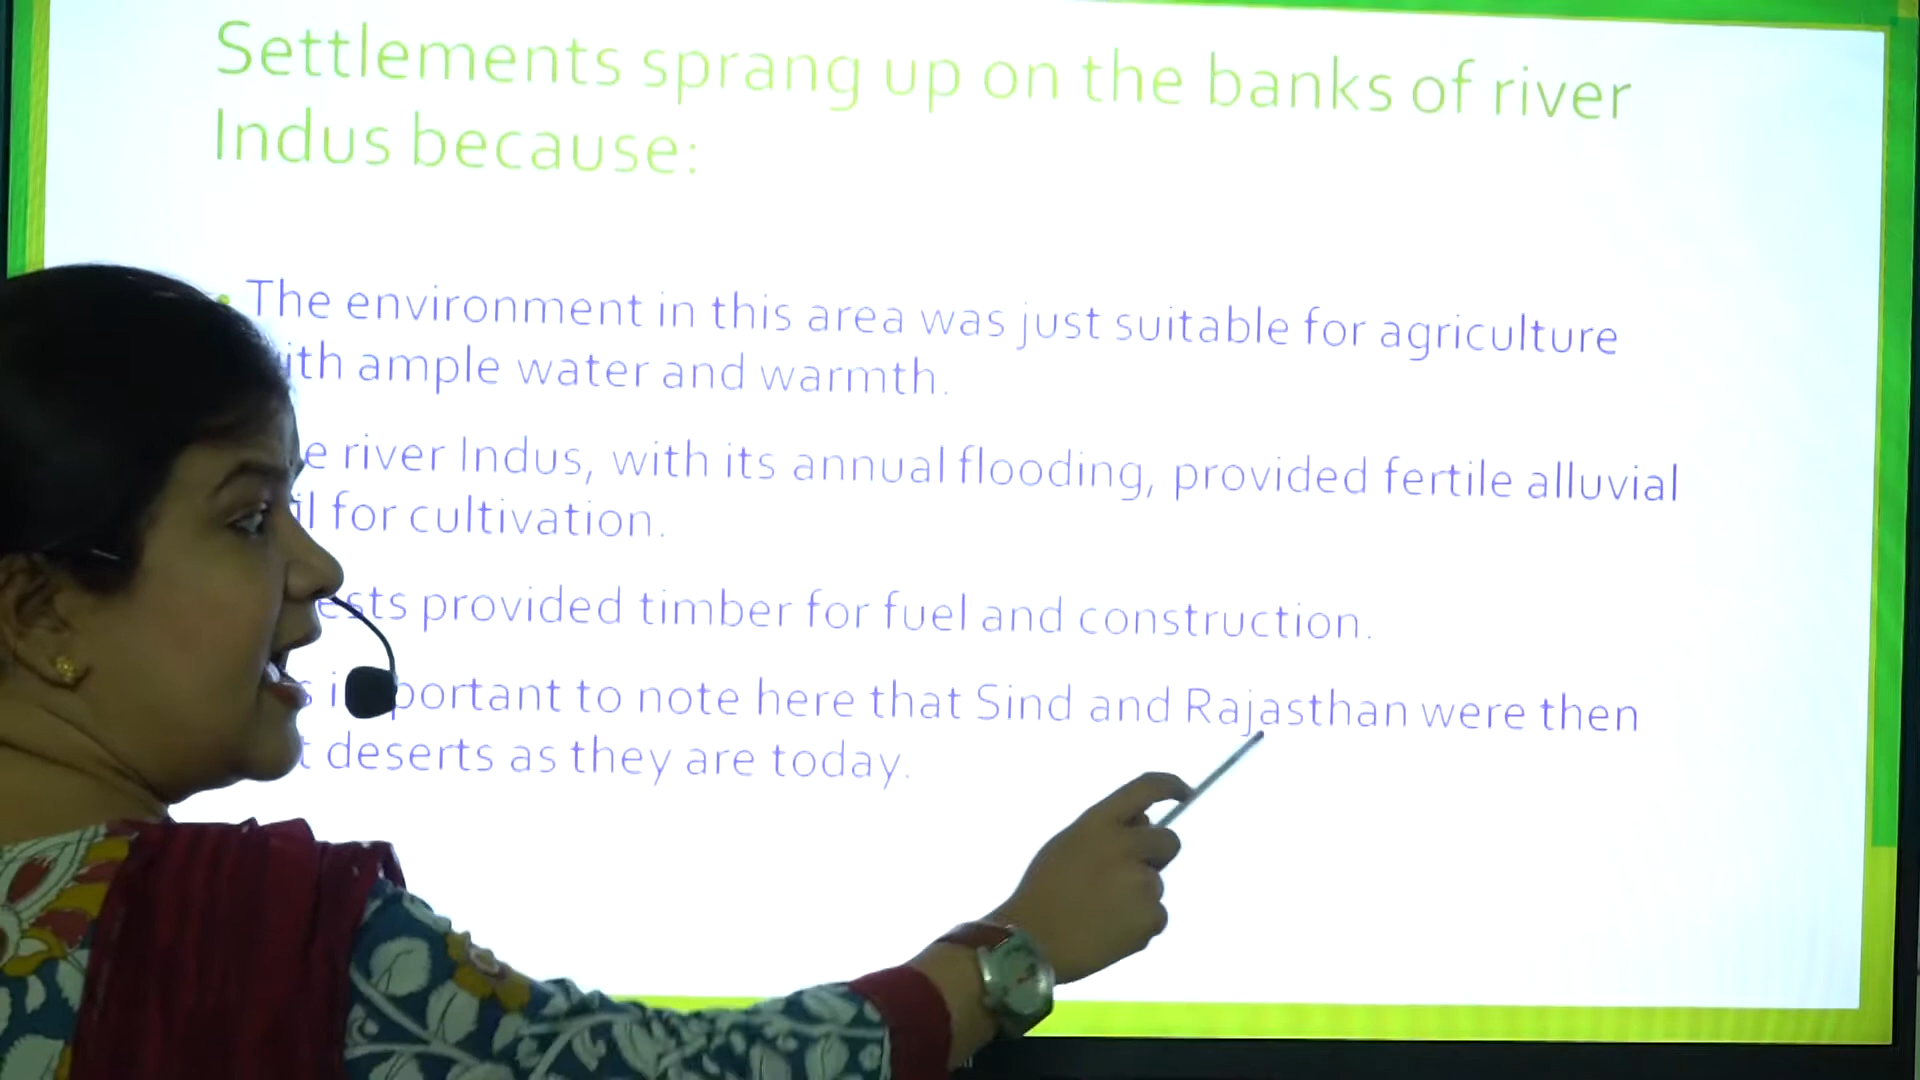 Settlements sprang up on the banks of river
Indus because:
The environment in this area was just suitable for agriculture
ith ample water and warmth.
e river Indus, with its annual flooding, provided fertile alluvial
il for cultivation.
ests provided timber for fuel and construction.
portant to note here that Sind and Rajasthan were then
t deserts as they are today.